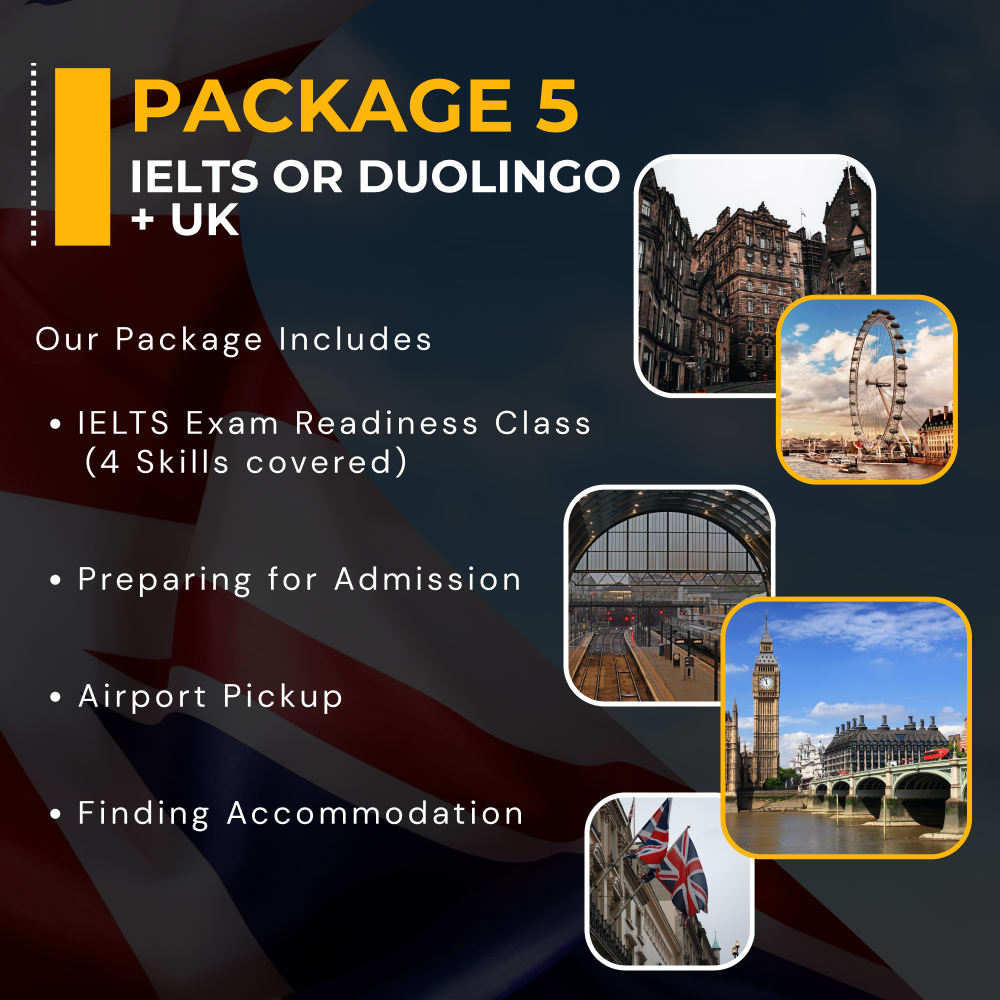 PACKAGE 5
IELTS OR DUOLINGO
+ UK
Our Package Includes
• IELTS Exam Readiness Class
(4 Skills covered)
• Preparing for Admission
• Airport Pickup
• Finding Accommodation